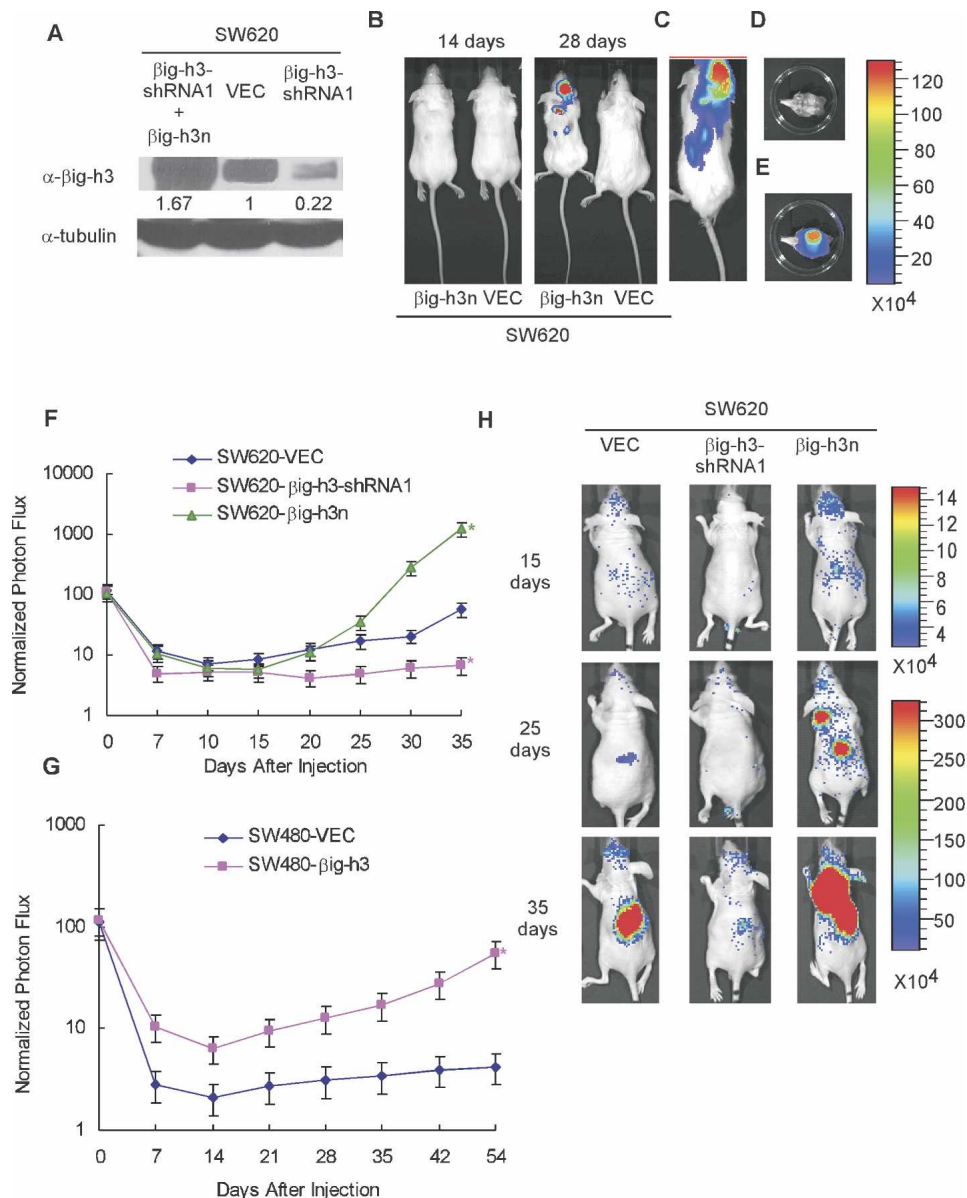 A
SW620
βig-h3-
shRNA1
+
βig-h3n
VEC
βig-h3-
shRNA1
α-βig-h3
1.67 1 0.22
α-tubulin
B
14 days 28 days
βig-h3n VEC βig-h3n VEC
SW620
C
D
E
120
100
80
60
40
20
X10⁴
F
SW620-VEC
SW620-βig-h3-shRNA1
SW620-βig-h3n
Normalized Photon Flux
10000
1000
100
10
1
*
*
0 7 10 15 20 25 30 35
Days After Injection
G
SW480-VEC
SW480-βig-h3
Normalized Photon Flux
1000
100
10
1
*
0 7 14 21 28 35 42 54
Days After Injection
H
SW620
VEC
βig-h3-
shRNA1
βig-h3n
15
days
25
days
35
days
14
12
10
8
6
4
X10⁴
300
250
200
150
100
50
X10⁴